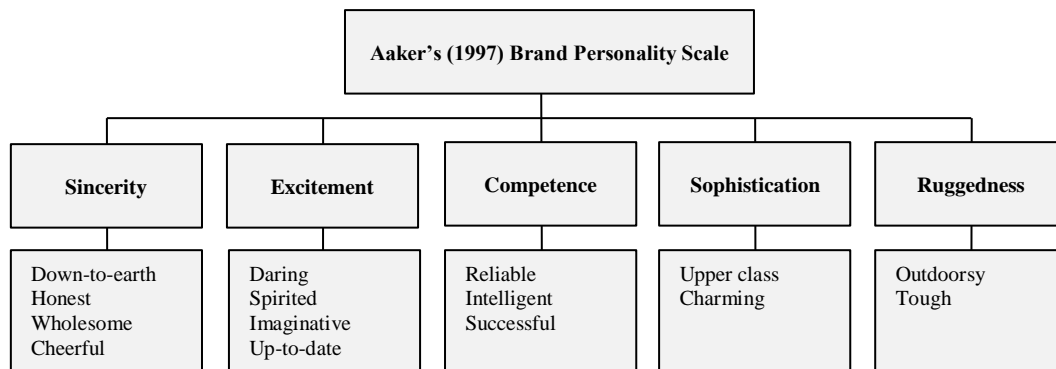 Aaker's (1997) Brand Personality Scale
Sincerity
Excitement
Competence
Sophistication
Ruggedness
Down-to-earth
Honest
Wholesome
Cheerful
Daring
Spirited
Imaginative
Up-to-date
Reliable
Intelligent
Successful
Upper class
Charming
Outdoorsy
Tough